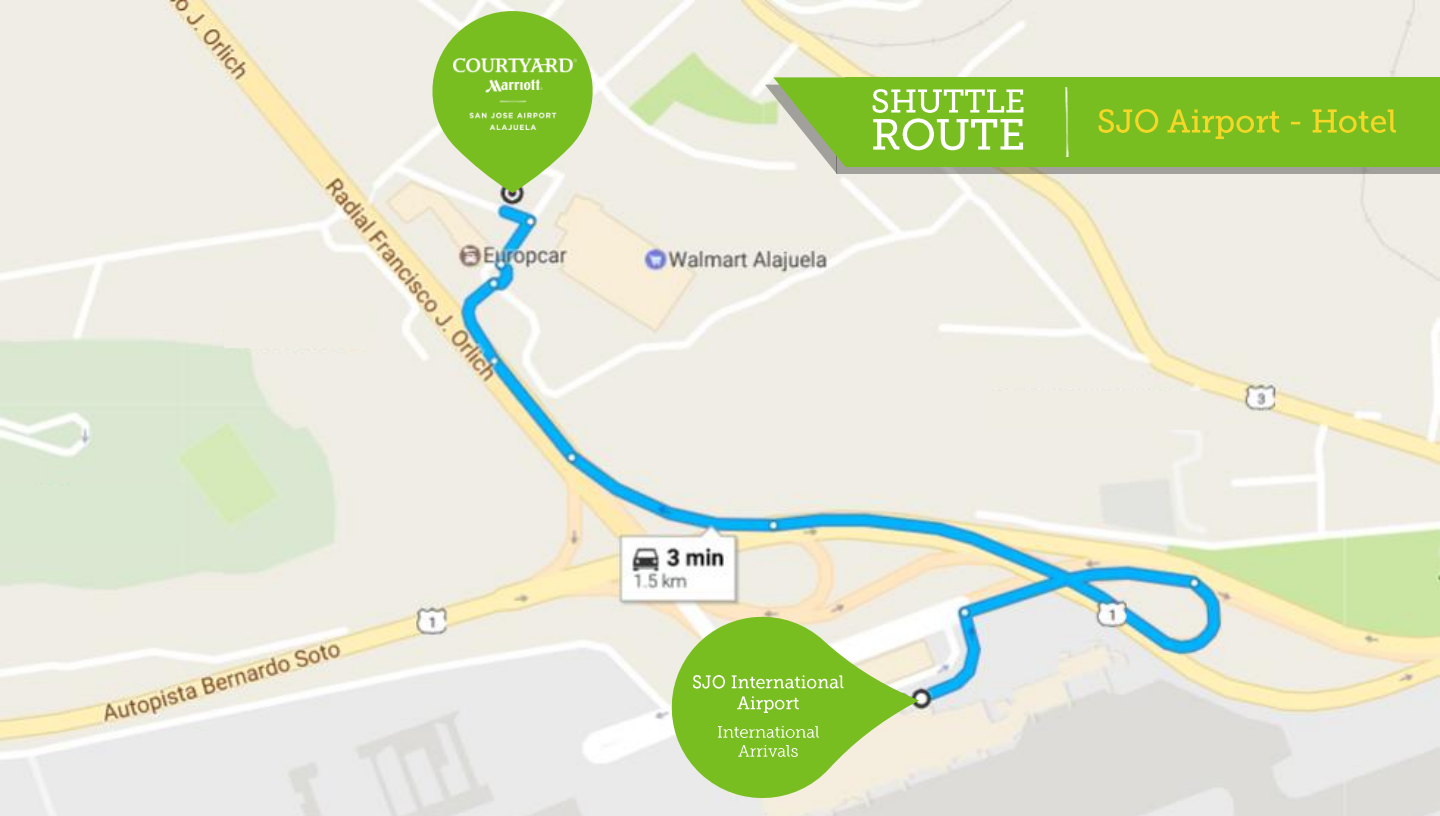 so J. Orlich
COURTYARD
Marriott
SAN JOSE AIRPORT
ALAJUELA
SHUTTLE
ROUTE
SJO Airport - Hotel
Radial Francisco J. Orlich
Europcar
Walmart Alajuela
3
3 min
1.5 km
1
1
Autopista Bernardo Soto
SJO International
Airport
International
Arrivals